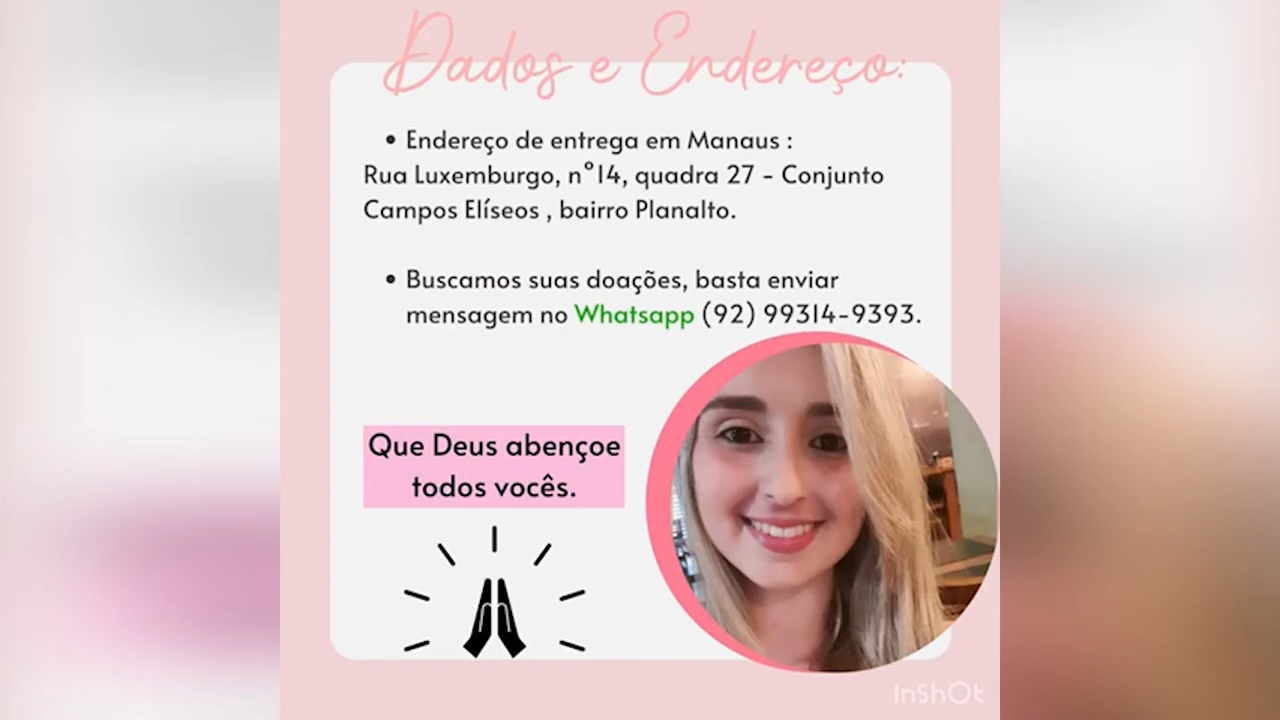 Dados e Endereço:
• Endereço de entrega em Manaus :
Rua Luxemburgo, nº14, quadra 27 - Conjunto
Campos Elíseos , bairro Planalto.
• Buscamos suas doações, basta enviar
mensagem no Whatsapp (92) 99314-9393.
Que Deus abençoe
todos vocês.
InShOt